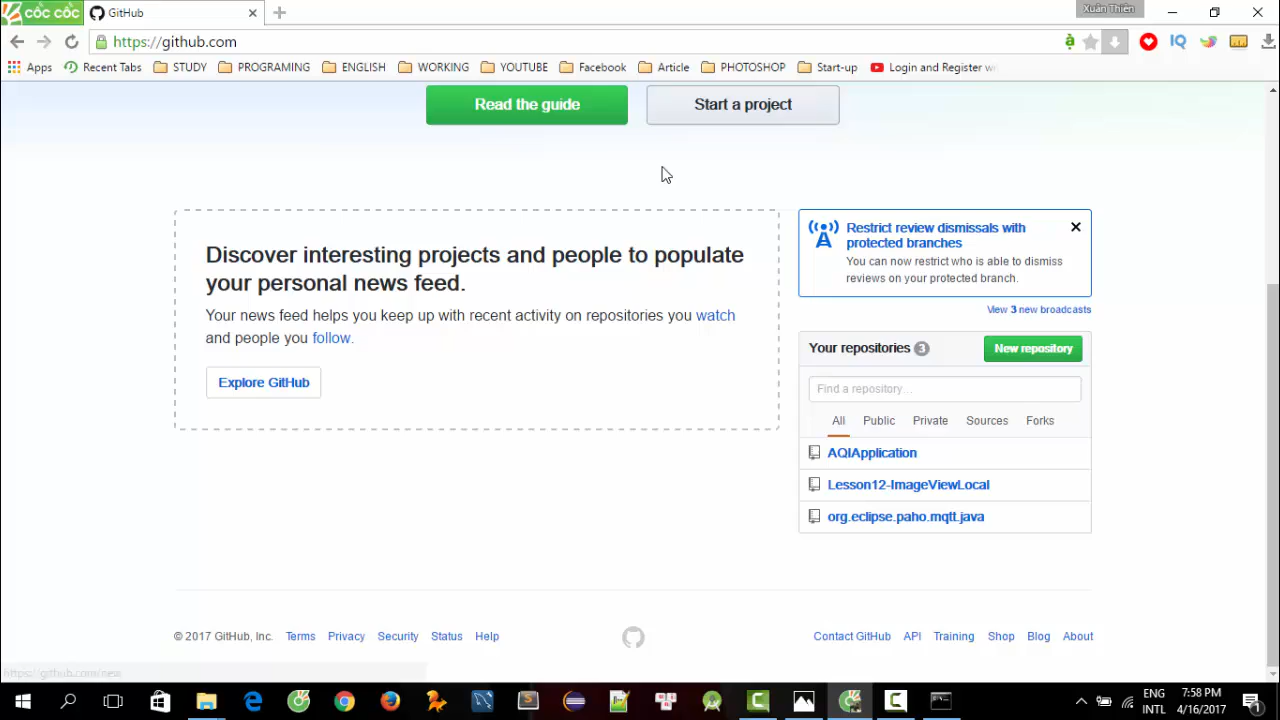 cốc cốc
GitHub
Xuân Thiên
https://github.com
Apps
Recent Tabs
STUDY
PROGRAMING
ENGLISH
WORKING
YOUTUBE
Facebook
Article
PHOTOSHOP
Start-up
Login and Register w
Read the guide
Start a project
Discover interesting projects and people to populate
your personal news feed.
Your news feed helps you keep up with recent activity on repositories you watch
and people you follow.
Explore GitHub
Restrict review dismissals with
protected branches
You can now restrict who is able to dismiss
reviews on your protected branch.
View 3 new broadcasts
Your repositories 3
New repository
Find a repository…
All Public Private Sources Forks
AQIApplication
Lesson12-ImageViewLocal
org.eclipse.paho.mqtt.java
© 2017 GitHub, Inc. Terms Privacy Security Status Help
Contact GitHub API Training Shop Blog About
https://github.com/new
ENG
INTL
7:58 PM
4/16/2017